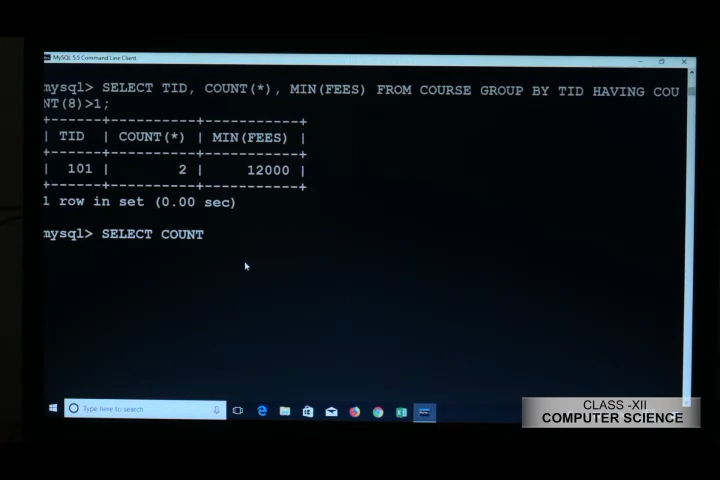 MySQL 5.5 Command Line Client
mysql> SELECT TID, COUNT(*), MIN(FEES) FROM COURSE GROUP BY TID HAVING COU
NT(8)>1;
| TID | COUNT(*) | MIN(FEES) |
| 101 | 2 | 12000 |
1 row in set (0.00 sec)
mysql> SELECT COUNT
Type here to search
CLASS -XII
COMPUTER SCIENCE